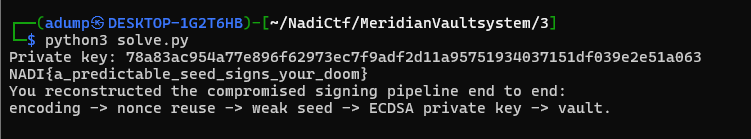 ┌──(adump㉿DESKTOP-1G2T6HB)-[~/NadiCtf/MeridianVaultsystem/3]
└─$ python3 solve.py
Private key: 78a83ac954a77e896f62973ec7f9adf2d11a95751934037151df039e2e51a063
NADI{a_predictable_seed_signs_your_doom}
You reconstructed the compromised signing pipeline end to end:
encoding -> nonce reuse -> weak seed -> ECDSA private key -> vault.